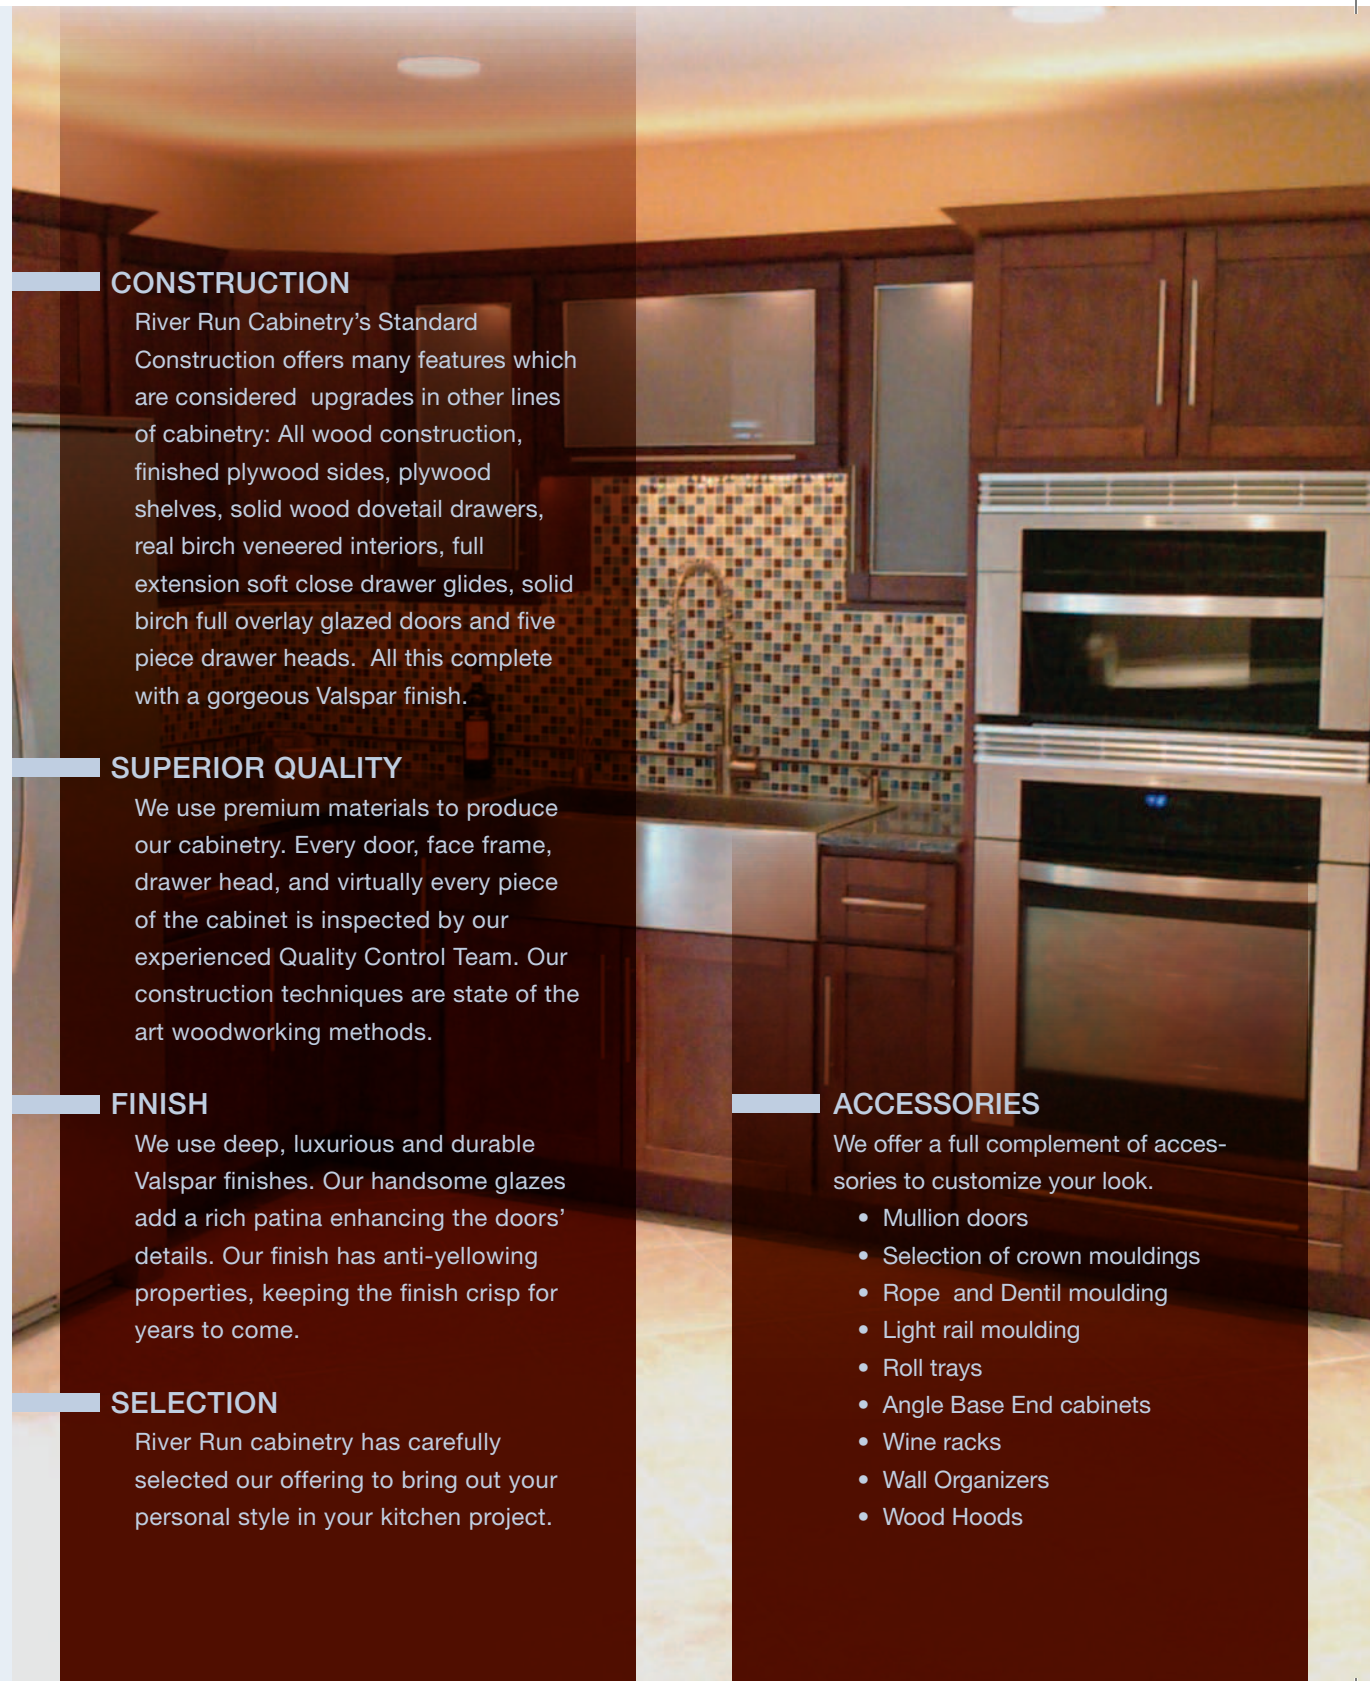 CONSTRUCTION
River Run Cabinetry’s Standard
Construction offers many features which
are considered  upgrades in other lines
of cabinetry: All wood construction,
finished plywood sides, plywood
shelves, solid wood dovetail drawers,
real birch veneered interiors, full
extension soft close drawer glides, solid
birch full overlay glazed doors and five
piece drawer heads.  All this complete
with a gorgeous Valspar finish.
SUPERIOR QUALITY
We use premium materials to produce
our cabinetry. Every door, face frame,
drawer head, and virtually every piece
of the cabinet is inspected by our
experienced Quality Control Team. Our
construction techniques are state of the
art woodworking methods.
FINISH
We use deep, luxurious and durable
Valspar finishes. Our handsome glazes
add a rich patina enhancing the doors’
details. Our finish has anti-yellowing
properties, keeping the finish crisp for
years to come.
SELECTION
River Run cabinetry has carefully
selected our offering to bring out your
personal style in your kitchen project.
ACCESSORIES
We offer a full complement of acces-
sories to customize your look.
• Mullion doors
• Selection of crown mouldings
• Rope  and Dentil moulding
• Light rail moulding
• Roll trays
• Angle Base End cabinets
• Wine racks
• Wall Organizers
• Wood Hoods